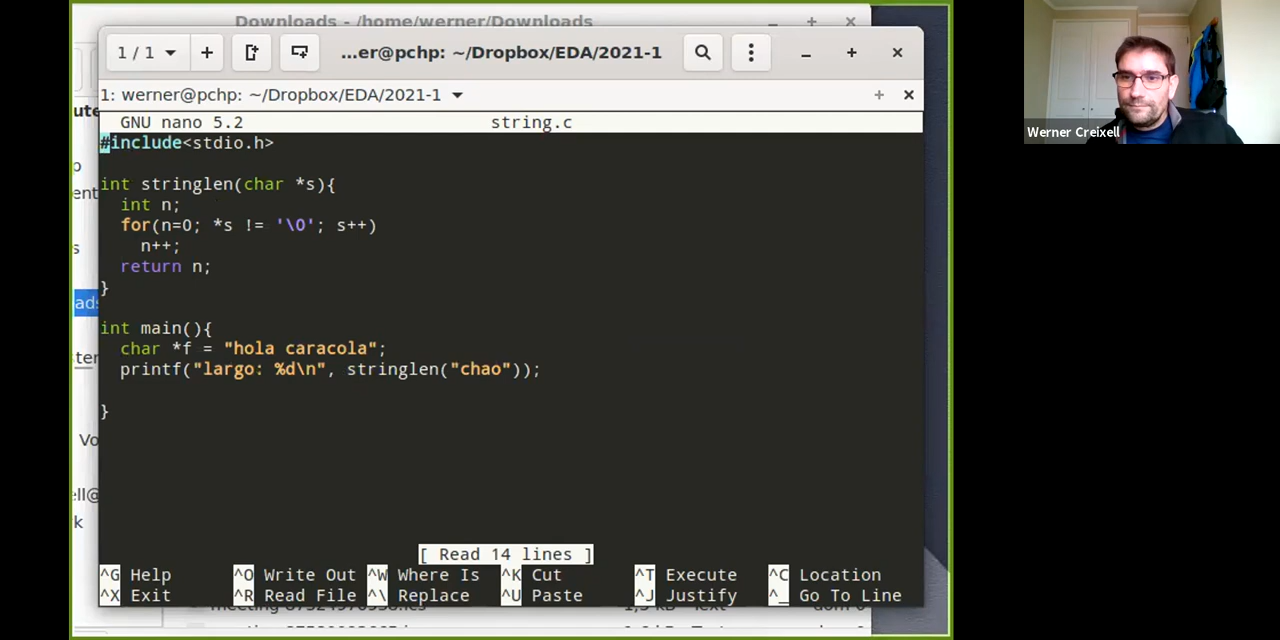 Downloads - /home/werner/Downloads
1 / 1
...er@pchp: ~/Dropbox/EDA/2021-1
1: werner@pchp: ~/Dropbox/EDA/2021-1
GNU nano 5.2 string.c
#include<stdio.h>
int stringlen(char *s){
int n;
for(n=0; *s != '\0'; s++)
n++;
return n;
}
int main(){
char *f = "hola caracola";
printf("largo: %d\n", stringlen("chao"));
}
[ Read 14 lines ]
^G Help ^O Write Out ^W Where Is ^K Cut ^T Execute ^C Location
^X Exit ^R Read File ^\ Replace ^U Paste ^J Justify ^_ Go To Line
Vo
ell@
k
Werner Creixell